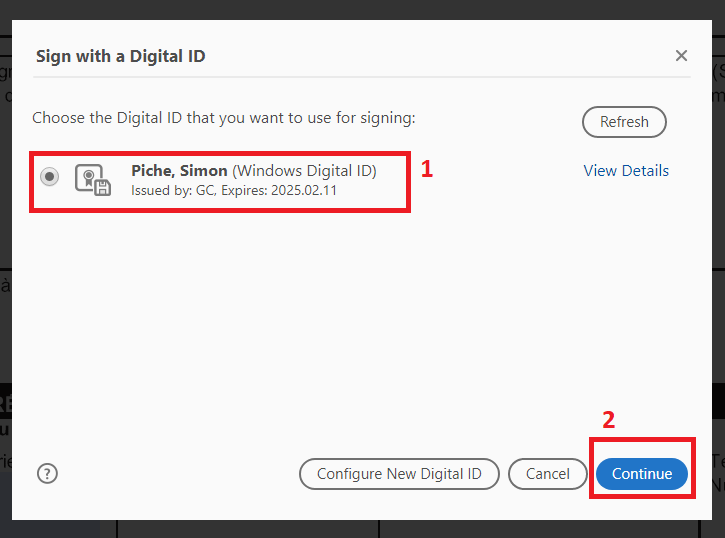 Sign with a Digital ID
Choose the Digital ID that you want to use for signing:
Refresh
Piche, Simon (Windows Digital ID)
1
View Details
Issued by: GC, Expires: 2025.02.11
2
?
Configure New Digital ID
Cancel
Continue